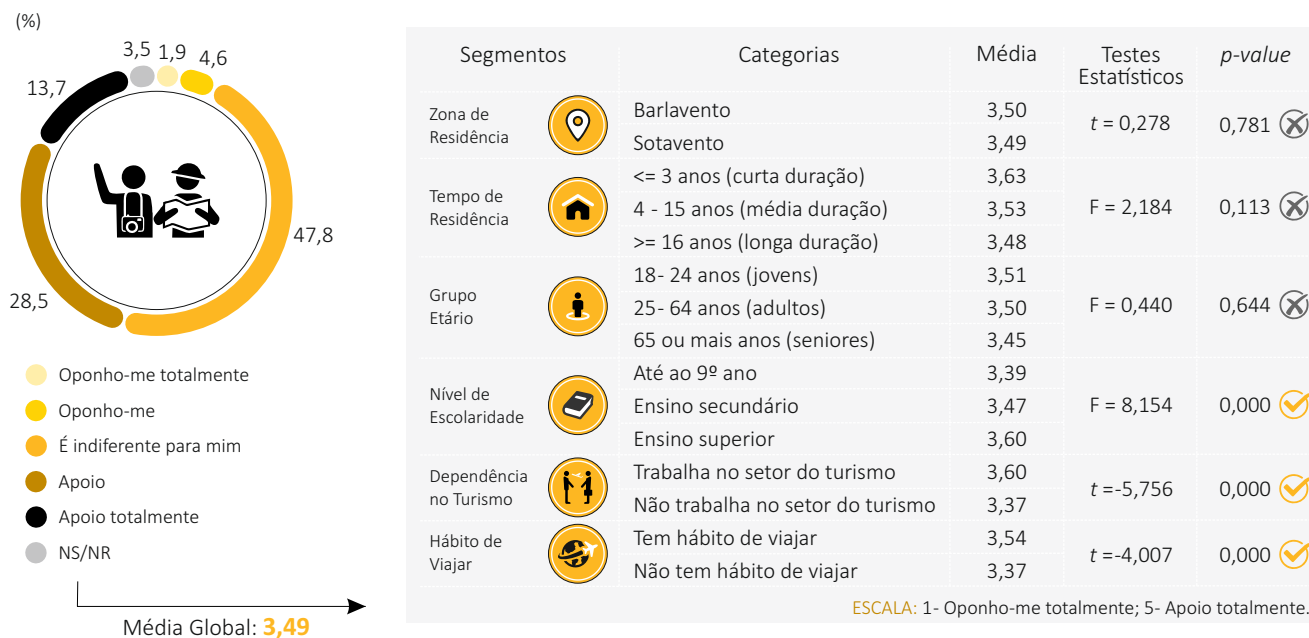 (%)
3,5 1,9 4,6
13,7
47,8
28,5
Oponho-me totalmente
Oponho-me
É indiferente para mim
Apoio
Apoio totalmente
NS/NR
Média Global: 3,49
Segmentos Categorias Média Testes Estatísticos p-value
Zona de Residência
Barlavento 3,50
Sotavento 3,49
t = 0,278 0,781
Tempo de Residência
<= 3 anos (curta duração) 3,63
4 - 15 anos (média duração) 3,53
>= 16 anos (longa duração) 3,48
F = 2,184 0,113
Grupo Etário
18- 24 anos (jovens) 3,51
25- 64 anos (adultos) 3,50
65 ou mais anos (seniores) 3,45
F = 0,440 0,644
Nível de Escolaridade
Até ao 9º ano 3,39
Ensino secundário 3,47
Ensino superior 3,60
F = 8,154 0,000
Dependência no Turismo
Trabalha no setor do turismo 3,60
Não trabalha no setor do turismo 3,37
t =-5,756 0,000
Hábito de Viajar
Tem hábito de viajar 3,54
Não tem hábito de viajar 3,37
t =-4,007 0,000
ESCALA: 1- Oponho-me totalmente; 5- Apoio totalmente.